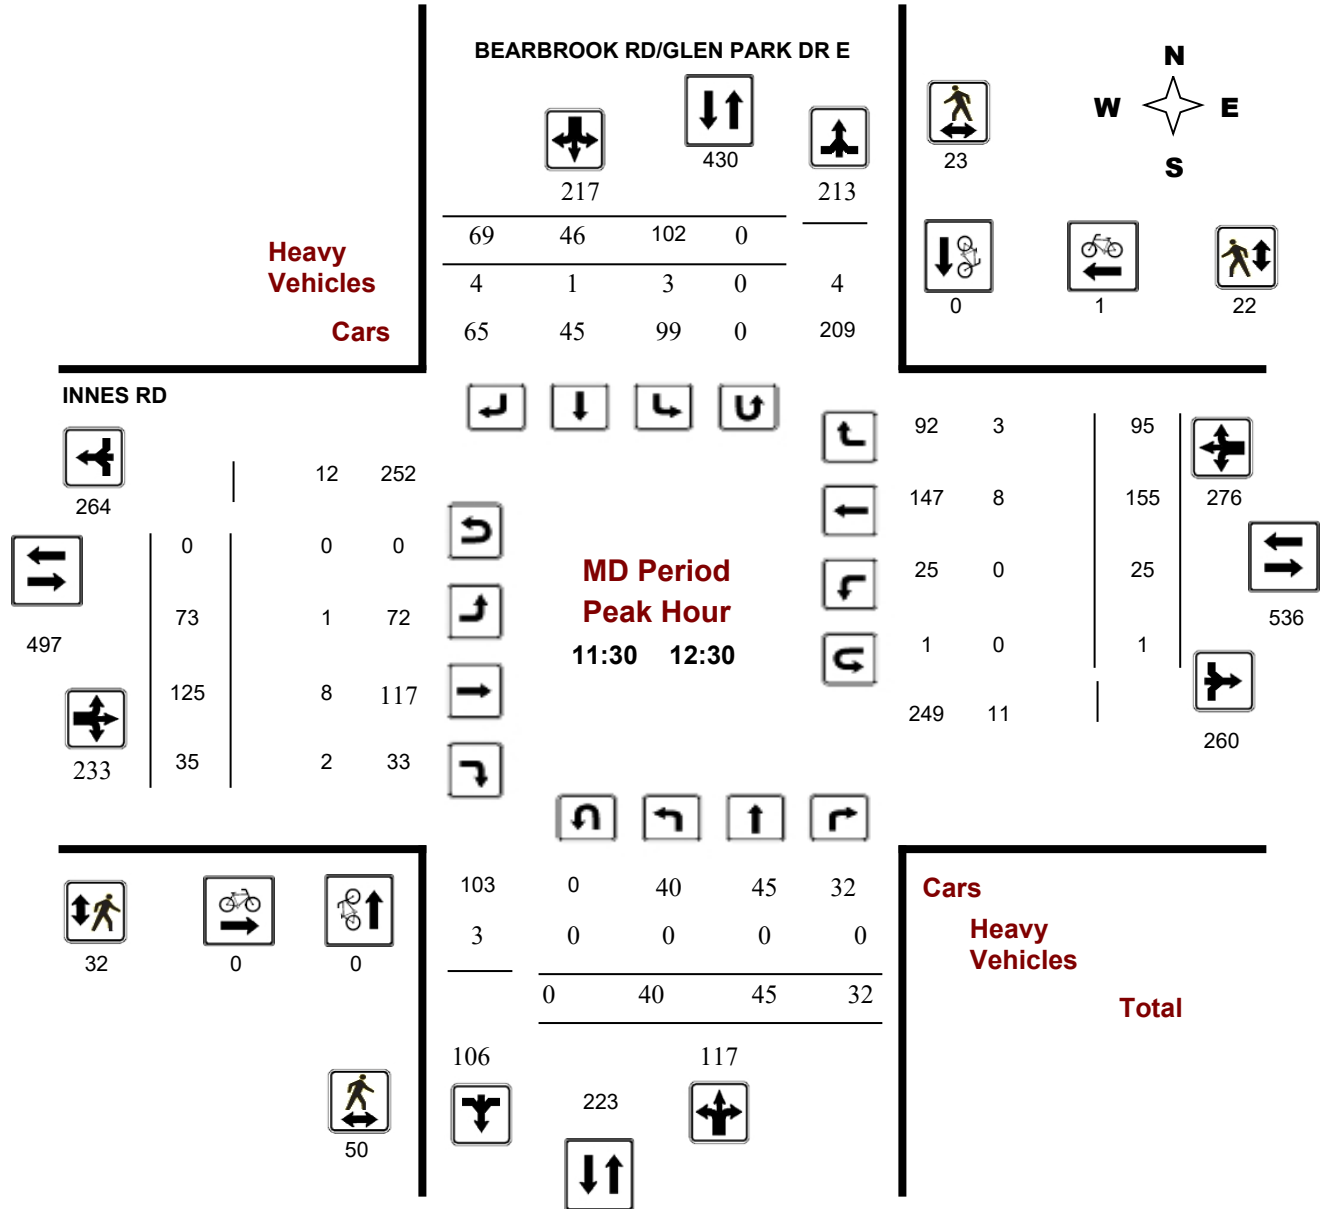 BEARBROOK RD/GLEN PARK DR E
N
W E
S
430
23
217 213
69 46 102 0
Heavy
Vehicles 4 1 3 0 4
Cars 65 45 99 0 209
0 1 22
INNES RD
92 3 95
12 252
264
147 8 155 276
0 0 0
MD Period
25 0 25
Peak Hour
73 1 72
536
497
11:30 12:30
1 0 1
125 8 117
249 11
260
233 35 2 33
103 0 40 45 32
Cars
3 0 0 0 0
Heavy
Vehicles
32 0 0
0 40 45 32
Total
106 117
223
50